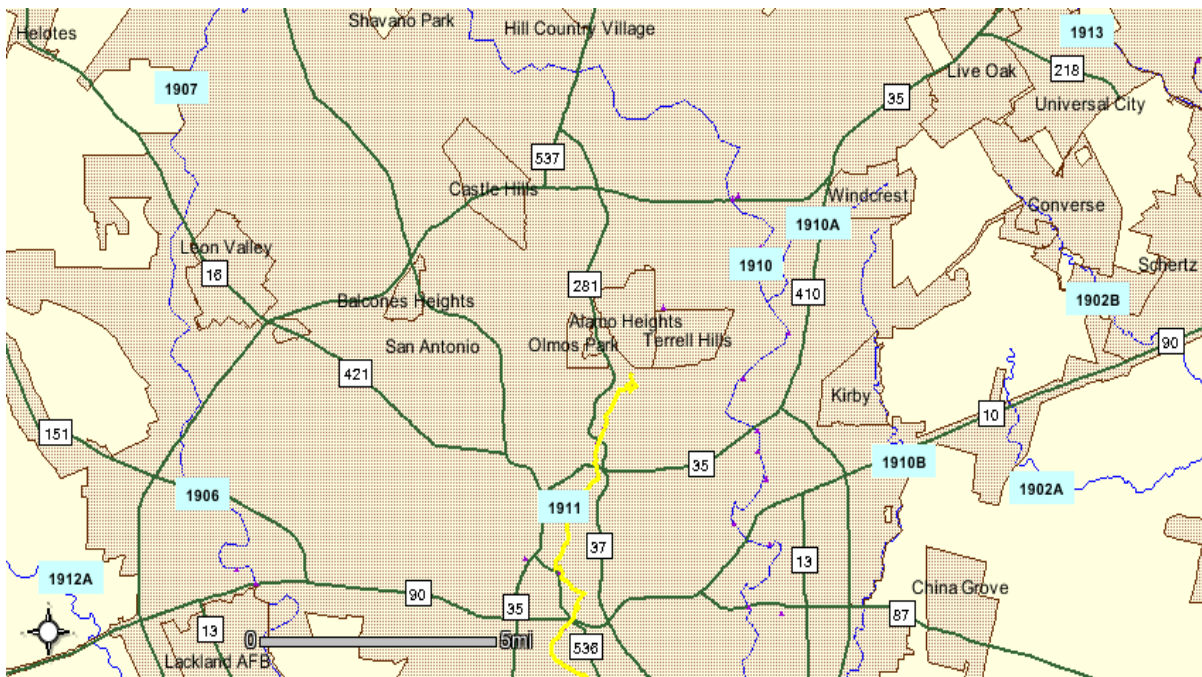 Shavano Park
Hill Country Village
Helotes
1913
Live Oak
218
1907
35
Universal City
537
Castle Hills
Windcrest
Converse
1910A
Leon Valley
Schertz
16
1910
281
410
Balcones Heights
1902B
Alamo Heights
San Antonio
Olmos Park
Terrell Hills
90
421
Kirby
10
151
35
1910B
1906
1902A
1911
37
13
1912A
90
China Grove
35
87
13
0
5mi
536
Lackland AFB